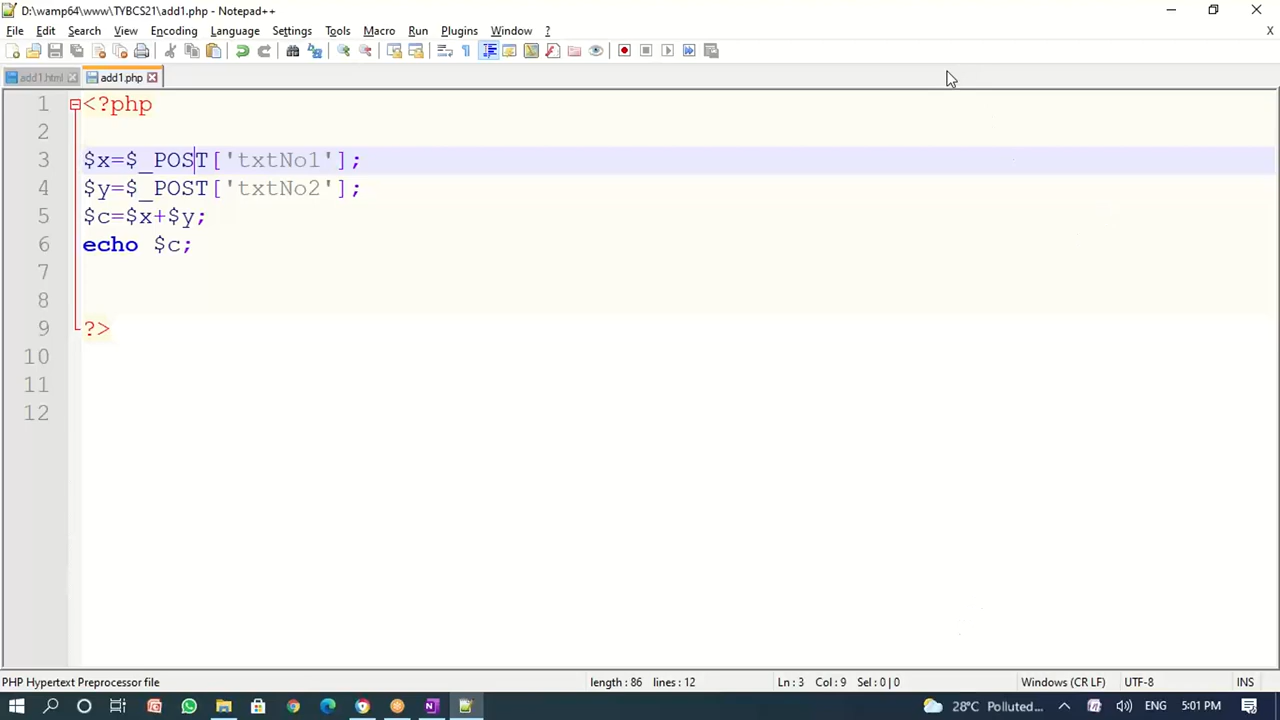 D:\wamp64\www\TYBCS21\add1.php - Notepad++
File Edit Search View Encoding Language Settings Tools Macro Run Plugins Window ? X
add1.html add1.php
1 <?php
2
3 $x=$_POST['txtNo1'];
4 $y=$_POST['txtNo2'];
5 $c=$x+$y;
6 echo $c;
7
8
9 ?>
10
11
12
PHP Hypertext Preprocessor file length : 86 lines : 12 Ln : 3 Col : 9 Sel : 0 | 0 Windows (CR LF) UTF-8 INS
28°C Polluted... ENG 5:01 PM